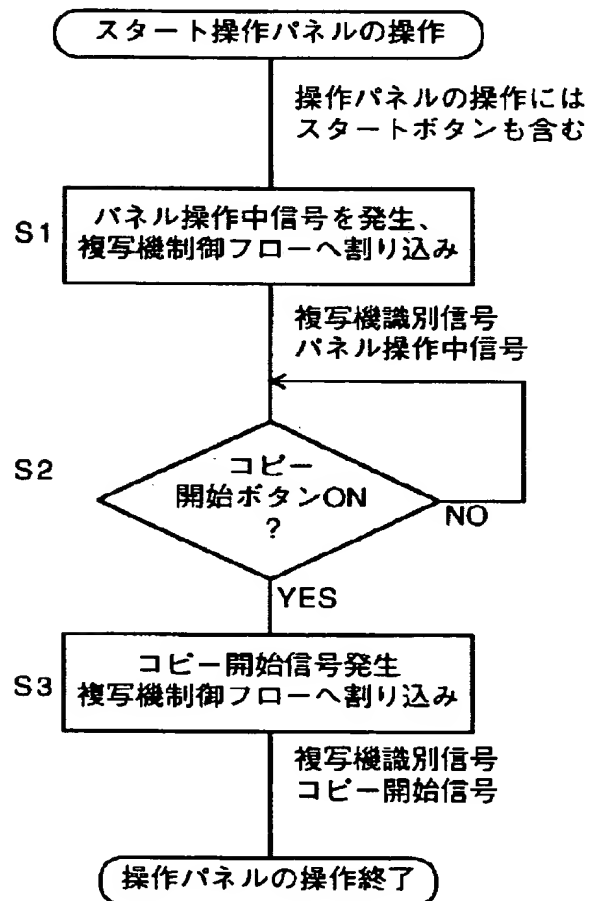 スタート操作パネルの操作
操作パネルの操作には
スタートボタンも含む
S1
パネル操作中信号を発生、
複写機制御フローへ割り込み
複写機識別信号
パネル操作中信号
S2
コピー
開始ボタンON
?
NO
YES
S3
コピー開始信号発生
複写機制御フローへ割り込み
複写機識別信号
コピー開始信号
操作パネルの操作終了